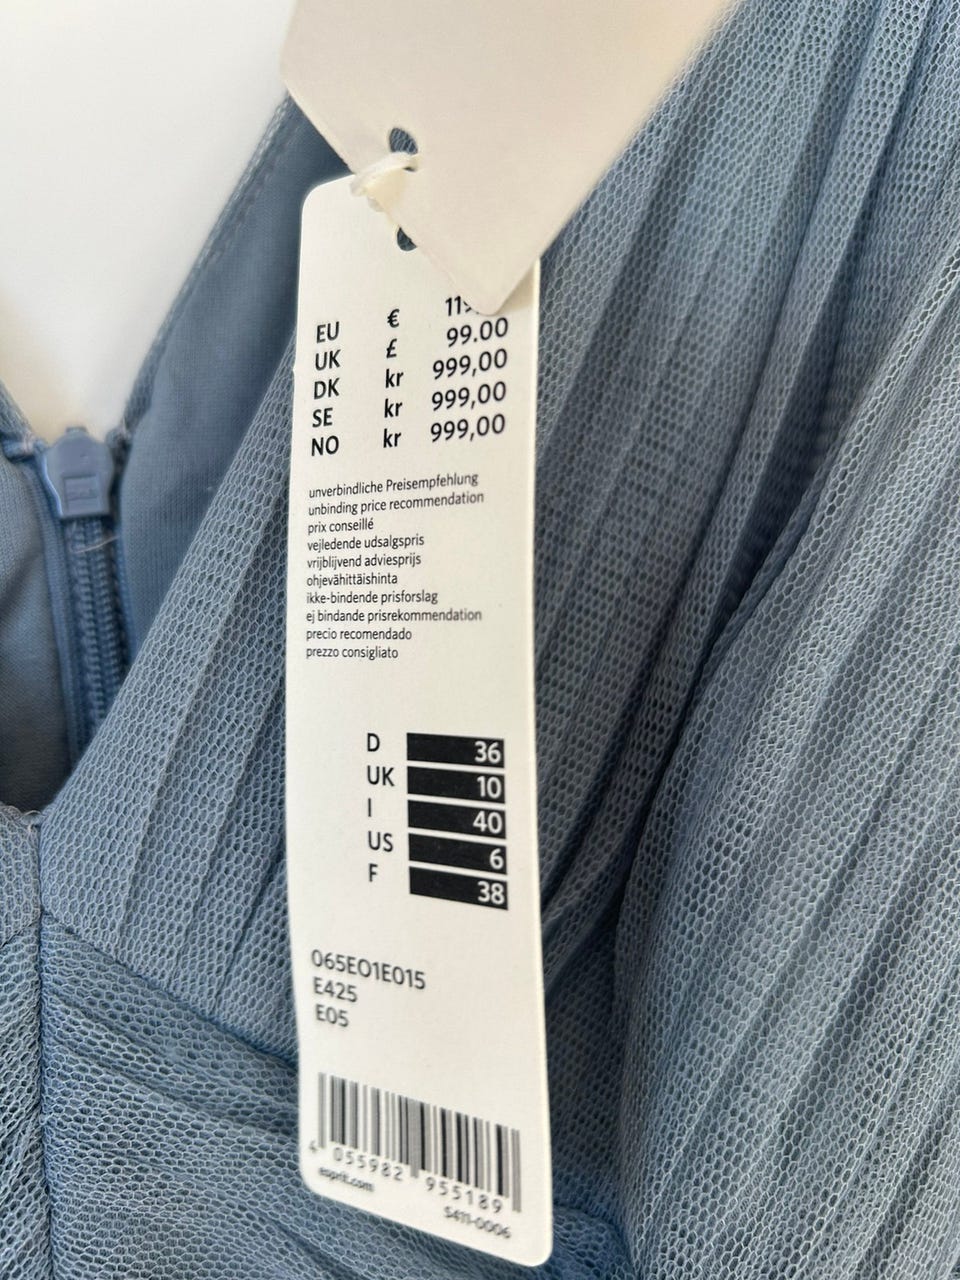 EU € 11
UK £ 99.00
DK kr 999,00
SE kr 999,00
NO kr 999,00
unverbindliche Preisempfehlung
unbinding price recommendation
prix conseillé
vejledende udsalgspris
vrijblijvend adviesprijs
ohjevähittäishinta
ikke-bindende prisforslag
ej bindande prisrekommendation
precio recomendado
prezzo consigliato
D 36
UK 10
I 40
US 6
F 38
065EO1E015
E425
E05
4 055982 955189
esprit.com
S411-0006